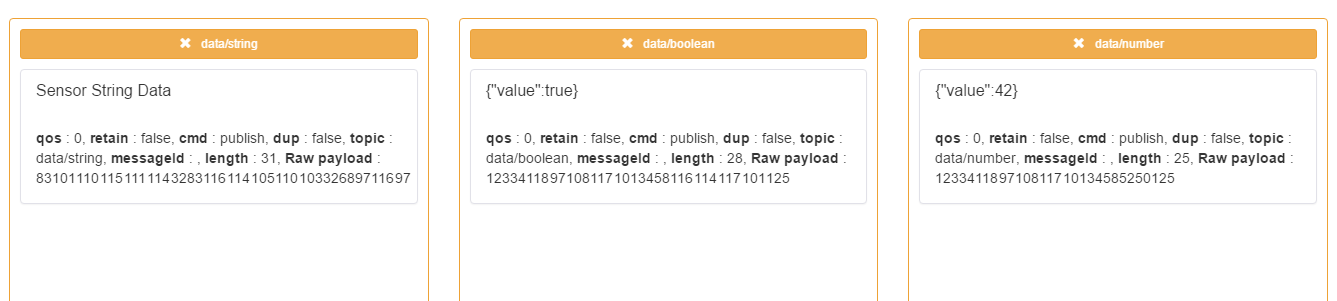 ✖ data/string
Sensor String Data
qos : 0, retain : false, cmd : publish, dup : false, topic :
data/string, messageId : , length : 31, Raw payload :
83101110115111114328311611410511010332689711697
✖ data/boolean
{"value":true}
qos : 0, retain : false, cmd : publish, dup : false, topic :
data/boolean, messageId : , length : 28, Raw payload :
12334118971081171013458116114117101125
✖ data/number
{"value":42}
qos : 0, retain : false, cmd : publish, dup : false, topic :
data/number, messageId : , length : 25, Raw payload :
123341189710811710134585250125